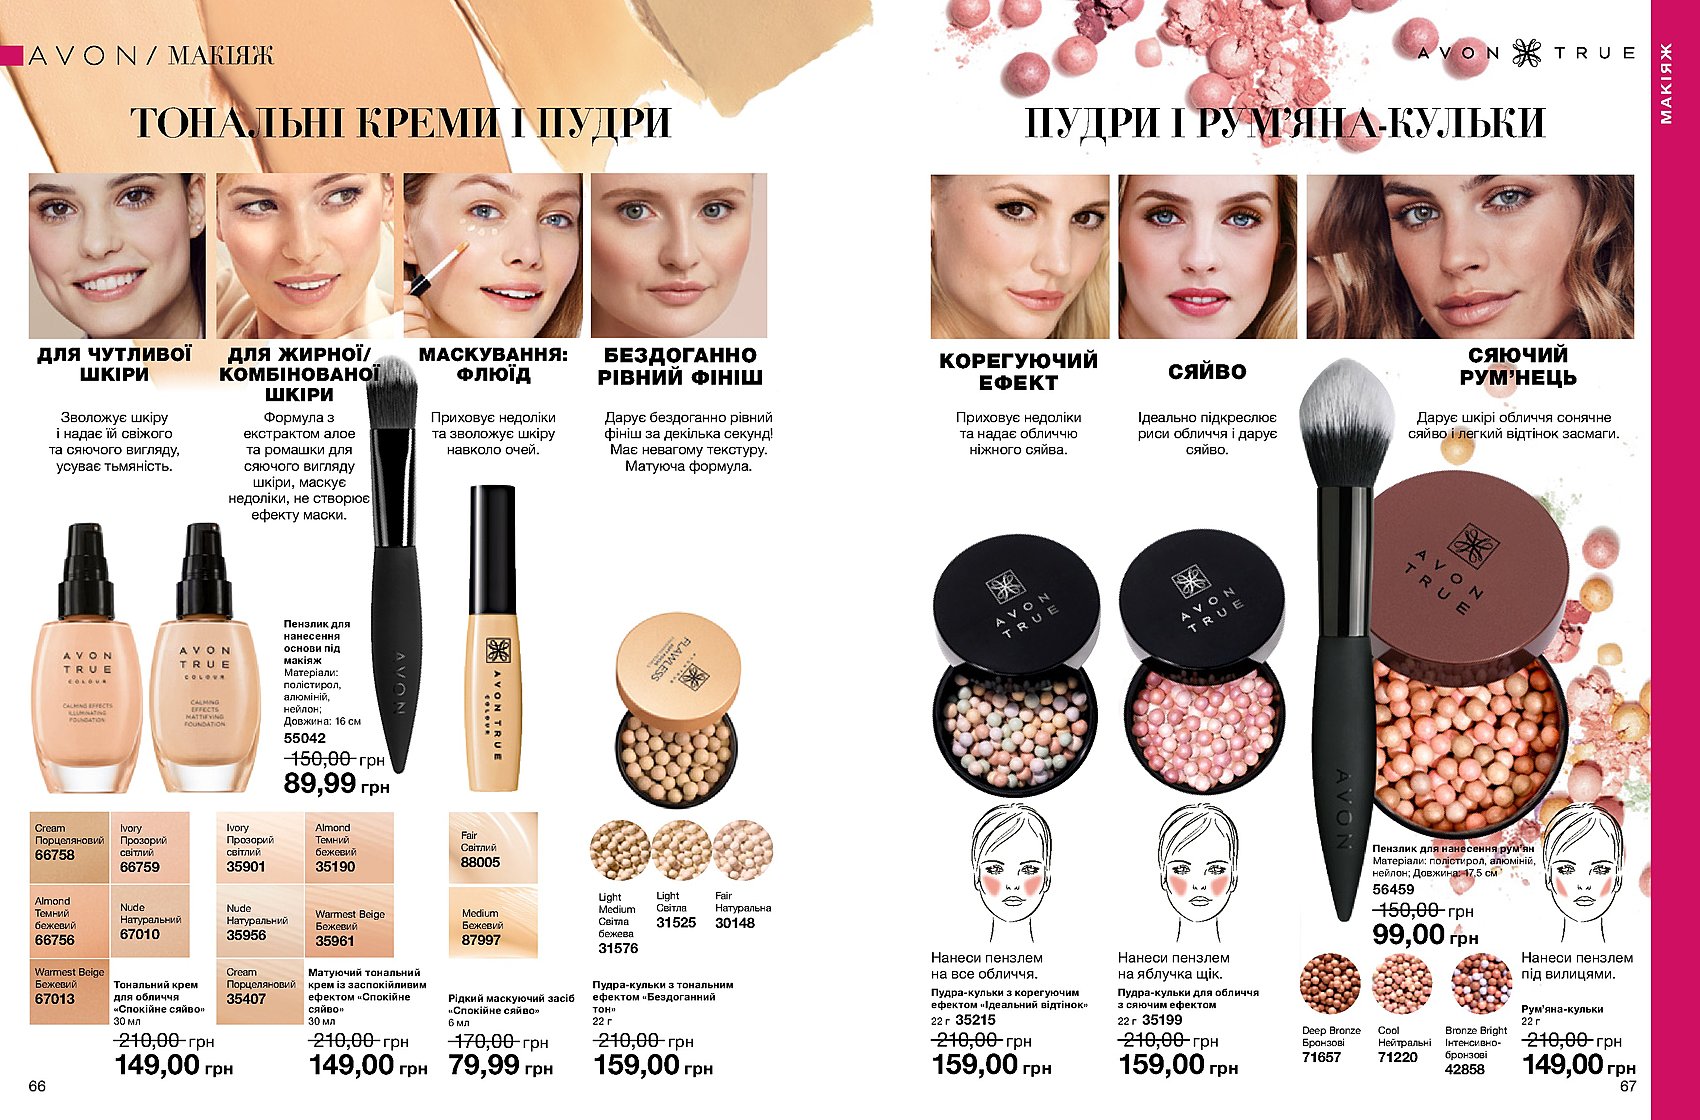 AVON / МАКІЯЖ
ТОНАЛЬНІ КРЕМИ І ПУДРИ
ДЛЯ ЧУТЛИВОЇ
ШКІРИ
Зволожує шкіру
і надає їй свіжого
та сяючого вигляду,
усуває тьмяність.
ДЛЯ ЖИРНОЇ/
КОМБІНОВАНОЇ
ШКІРИ
Формула з
екстрактом алое
та ромашки для
сяючого вигляду
шкіри, маскує
недоліки, не створює
ефекту маски.
МАСКУВАННЯ:
ФЛЮЇД
Приховує недоліки
та зволожує шкіру
навколо очей.
БЕЗДОГАННО
РІВНИЙ ФІНІШ
Дарує бездоганно рівний
фініш за декілька секунд!
Має невагому текстуру.
Матуюча формула.
AVON
TRUE
COLOUR
CALMING EFFECTS
ILLUMINATING
FOUNDATION
AVON
TRUE
COLOUR
CALMING EFFECTS
MATTIFYING
FOUNDATION
Пензлик для
нанесення
основи під
макіяж
Матеріали:
полістирол,
алюміній,
нейлон;
Довжина: 16 см
55042
150,00 грн
89,99 грн
AVON
AVON TRUE
COLOUR
FLAWLESS
Cream
Порцеляновий
66758
Ivory
Прозорий
світлий
66759
Almond
Темний
бежевий
66756
Nude
Натуральний
67010
Warmest Beige
Бежевий
67013
Тональний крем
для обличчя
«Спокійне сяйво»
30 мл
210,00 грн
149,00 грн
Ivory
Прозорий
світлий
35901
Almond
Темний
бежевий
35190
Nude
Натуральний
35956
Warmest Beige
Бежевий
35961
Cream
Порцеляновий
35407
Матуючий тональний
крем із заспокійливим
ефектом «Спокійне
сяйво»
30 мл
210,00 грн
149,00 грн
Fair
Світлий
88005
Medium
Бежевий
87997
Рідкий маскуючий засіб
«Спокійне сяйво»
6 мл
170,00 грн
79,99 грн
Light
Medium
Світла
бежева
31576
Light
Світла
31525
Fair
Натуральна
30148
Пудра-кульки з тональним
ефектом «Бездоганний
тон»
22 г
210,00 грн
159,00 грн
66
AVON TRUE
МАКІЯЖ
ПУДРИ І РУМ’ЯНА-КУЛЬКИ
КОРЕГУЮЧИЙ
ЕФЕКТ
Приховує недоліки
та надає обличчю
ніжного сяйва.
СЯЙВО
Ідеально підкреслює
риси обличчя і дарує
сяйво.
СЯЮЧИЙ
РУМ’НЕЦЬ
Дарує шкірі обличчя сонячне
сяйво і легкий відтінок засмаги.
AVON
TRUE
AVON
TRUE
AVON
TRUE
AVON
Нанеси пензлем
на все обличчя.
Пудра-кульки з корегуючим
ефектом «Ідеальний відтінок»
22 г 35215
210,00 грн
159,00 грн
Нанеси пензлем
на яблучка щік.
Пудра-кульки для обличчя
з сяючим ефектом
22 г 35199
210,00 грн
159,00 грн
Пензлик для нанесення рум’ян
Матеріали: полістирол, алюміній,
нейлон; Довжина: 17,5 см
56459
150,00 грн
99,00 грн
Deep Bronze
Бронзові
71657
Cool
Нейтральні
71220
Bronze Bright
Інтенсивно-
бронзові
42858
Нанеси пензлем
під вилицями.
Рум’яна-кульки
22 г
210,00 грн
149,00 грн
67